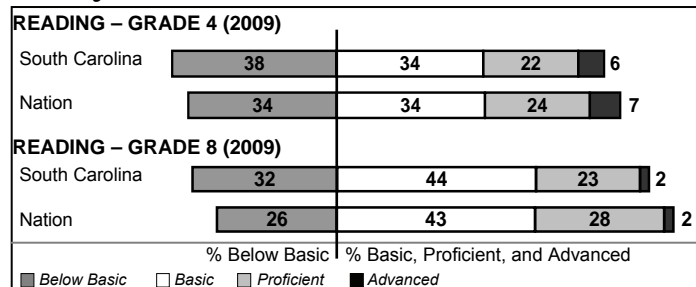 READING – GRADE 4 (2009)
South Carolina 38 34 22 6
Nation 34 34 24 7
READING – GRADE 8 (2009)
South Carolina 32 44 23 2
Nation 26 43 28 2
% Below Basic % Basic, Proficient, and Advanced
Below Basic Basic Proficient Advanced